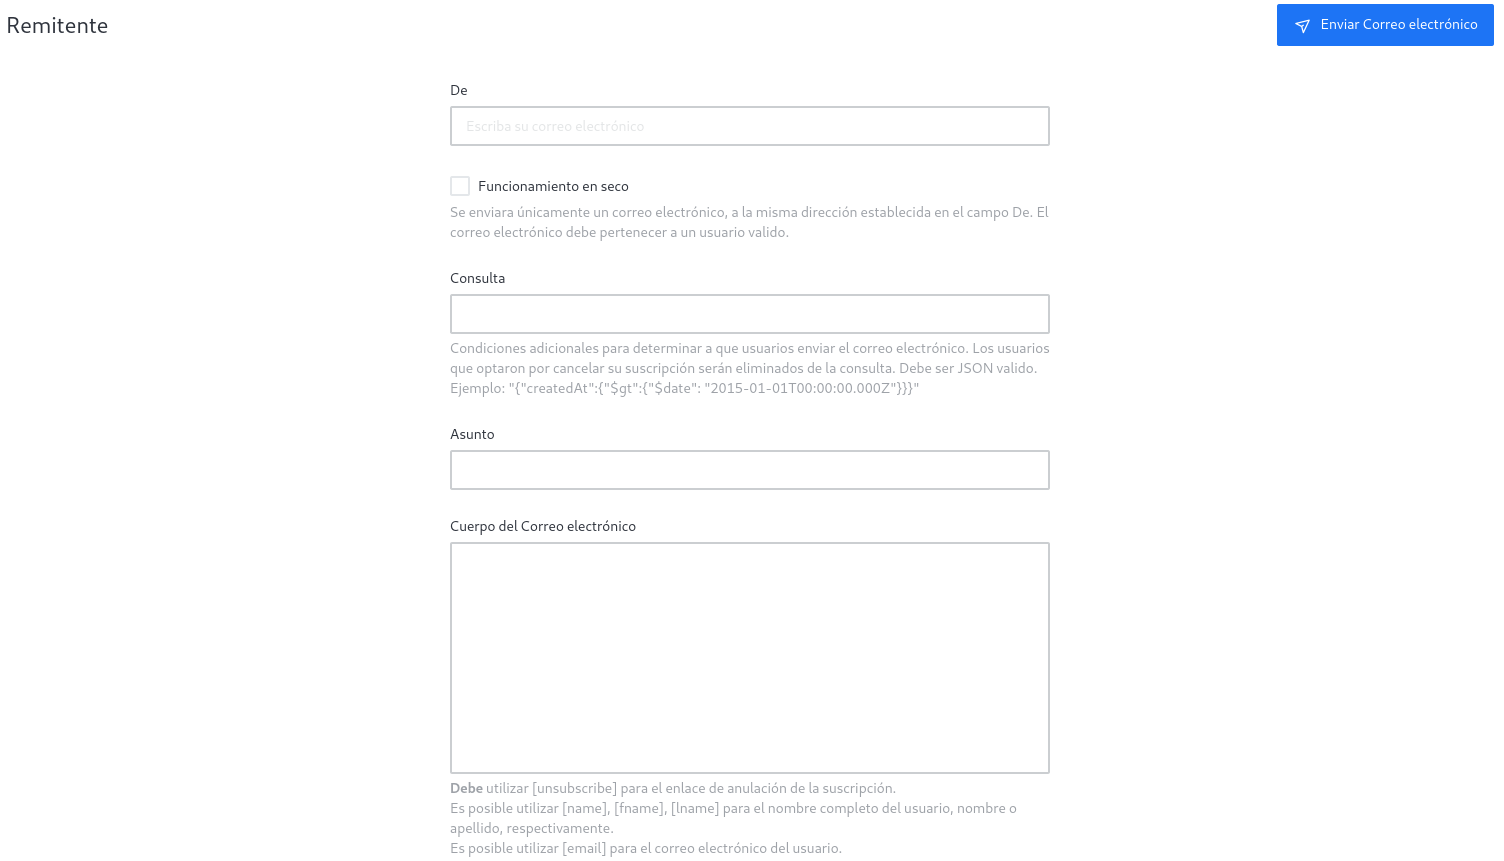 Remitente
Enviar Correo electrónico
De
Escriba su correo electrónico
Funcionamiento en seco
Se enviara únicamente un correo electrónico, a la misma dirección establecida en el campo De. El
correo electrónico debe pertenecer a un usuario valido.
Consulta
Condiciones adicionales para determinar a que usuarios enviar el correo electrónico. Los usuarios
que optaron por cancelar su suscripción serán eliminados de la consulta. Debe ser JSON valido.
Ejemplo: "{"createdAt":{"$gt":{"$date": "2015-01-01T00:00:00.000Z"}}}"
Asunto
Cuerpo del Correo electrónico
Debe utilizar [unsubscribe] para el enlace de anulación de la suscripción.
Es posible utilizar [name], [fname], [lname] para el nombre completo del usuario, nombre o
apellido, respectivamente.
Es posible utilizar [email] para el correo electrónico del usuario.